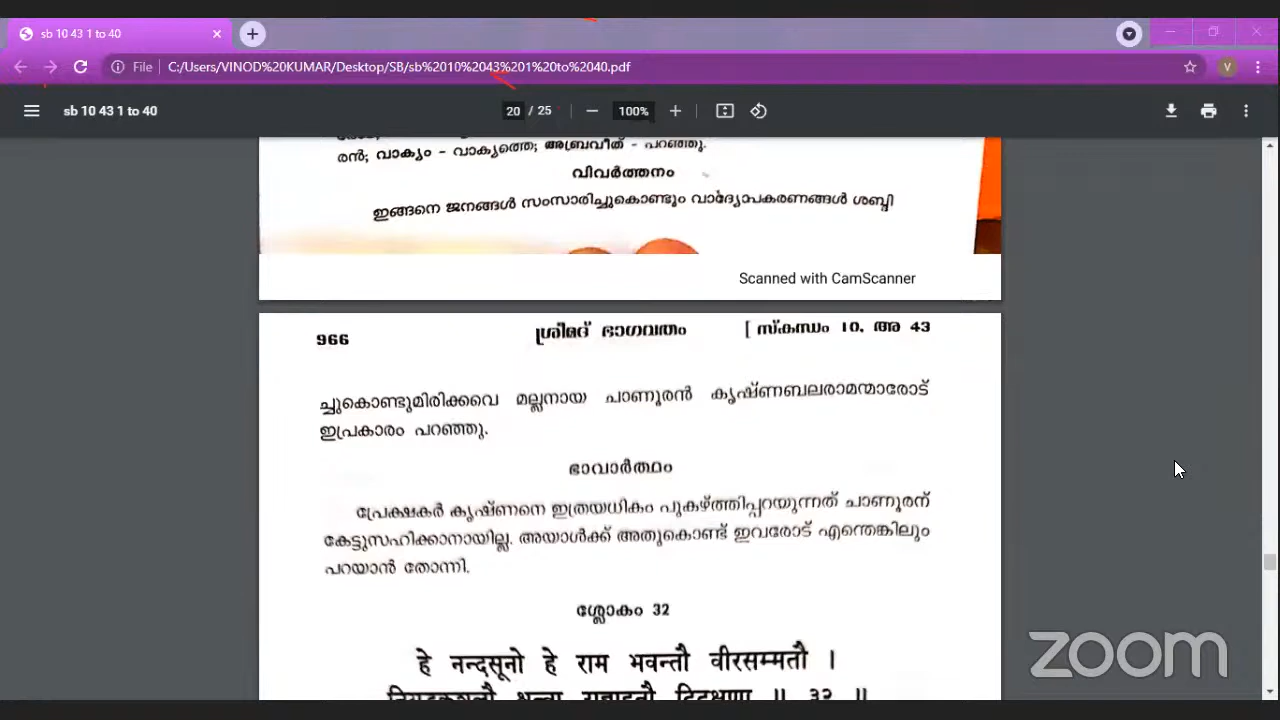 sb 10 43 1 to 40
File
C:/Users/VINOD%20KUMAR/Desktop/SB/sb%2010%2043%201%20to%2040.pdf
V
sb 10 43 1 to 40
20 / 25
100%
രൻ; വാക്യം - വാക്യത്തെ; അബ്രവീത് - പറഞ്ഞു.
വിവർത്തനം
ഇങ്ങനെ ജനങ്ങൾ സംസാരിച്ചുകൊണ്ടും വാദ്യോപകരണങ്ങൾ ശബ്ദി
Scanned with CamScanner
966 ശ്രീമദ് ഭാഗവതം [ സ്കന്ധം 10. അ 43
ച്ചുകൊണ്ടുമിരിക്കവെ മല്ലനായ ചാണൂരൻ കൃഷ്ണബലരാമന്മാരോട്
ഇപ്രകാരം പറഞ്ഞു.
ഭാവാർത്ഥം
പ്രേക്ഷകർ കൃഷ്ണനെ ഇത്രയധികം പുകഴ്ത്തിപ്പറയുന്നത് ചാണൂരന്
കേട്ടുസഹിക്കാനായില്ല. അയാൾക്ക് അതുകൊണ്ട് ഇവരോട് എന്തെങ്കിലും
പറയാൻ തോന്നി.
ശ്ലോകം 32
हे नन्दसूनो हे राम भवन्तौ वीरसम्मतौ ।
॥ ३२ ॥
zoom